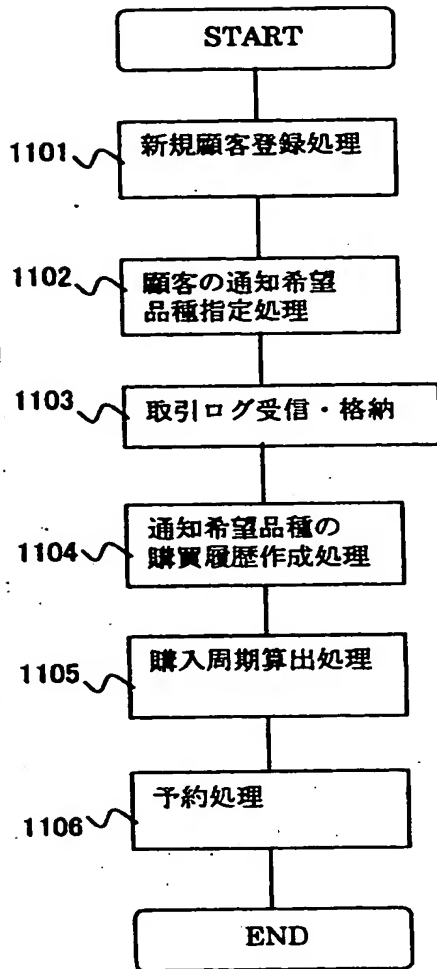 START
1101
新規顧客登録処理
1102
顧客の通知希望
品種指定処理
1103
取引ログ受信・格納
1104
通知希望品種の
購買履歴作成処理
1105
購入周期算出処理
1106
予約処理
END